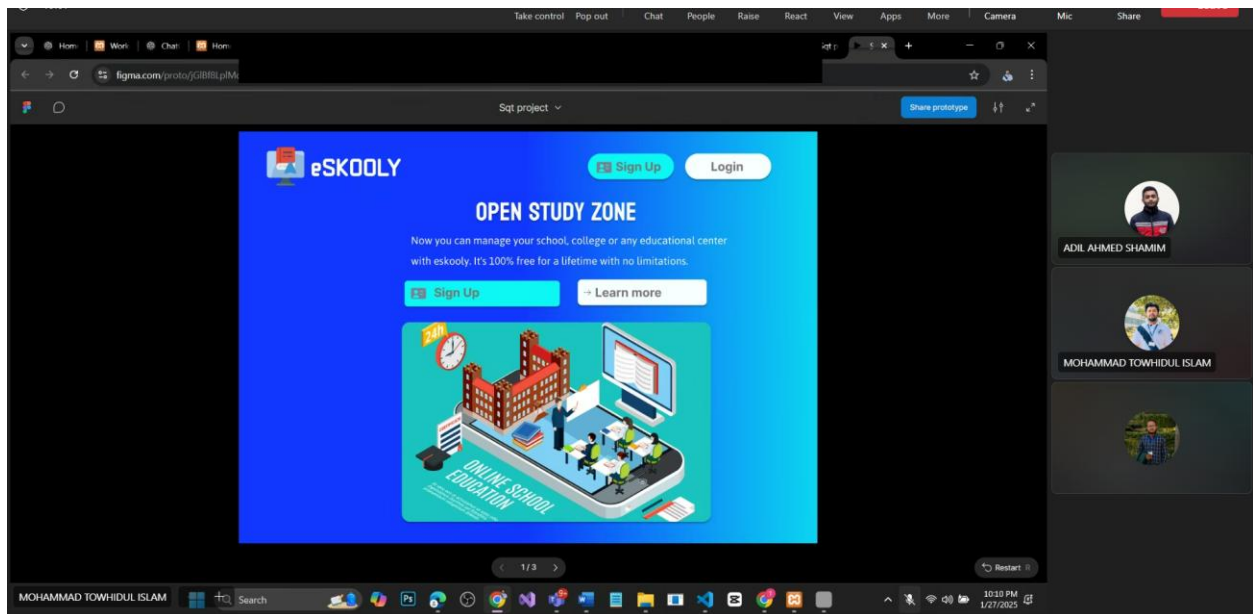 Take control Pop out Chat People Raise React View Apps More Camera Mic Share
Hom Work Chat Hom
figma.com/proto/jGlBf8LplMc
Sqt project
Share prototype
eSKOOLY
Sign Up
Login
OPEN STUDY ZONE
Now you can manage your school, college or any educational center
with eskooly. It's 100% free for a lifetime with no limitations.
Sign Up
→ Learn more
24h
ONLINE SCHOOL
EDUCATION
ADIL AHMED SHAMIM
MOHAMMAD TOWHIDUL ISLAM
1/3
Restart R
MOHAMMAD TOWHIDUL ISLAM
Search
Ps
10:10 PM
1/27/2025